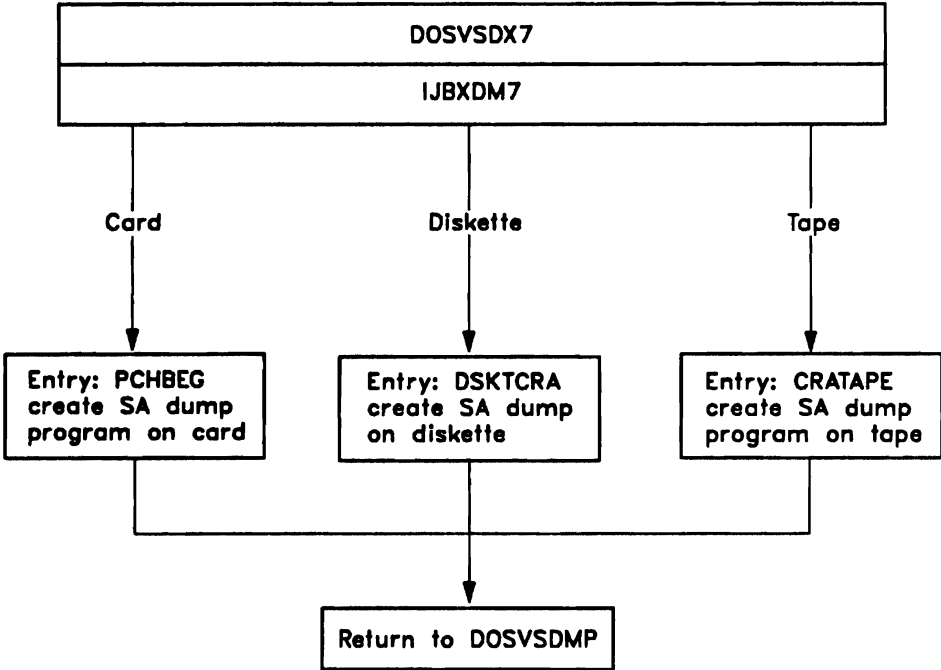 DOSVSDX7
IJBXDM7
Card
Diskette
Tape
Entry: PCHBEG
create SA dump
program on card
Entry: DSKTCRA
create SA dump
on diskette
Entry: CRATAPE
create SA dump
program on tape
Return to DOSVSDMP